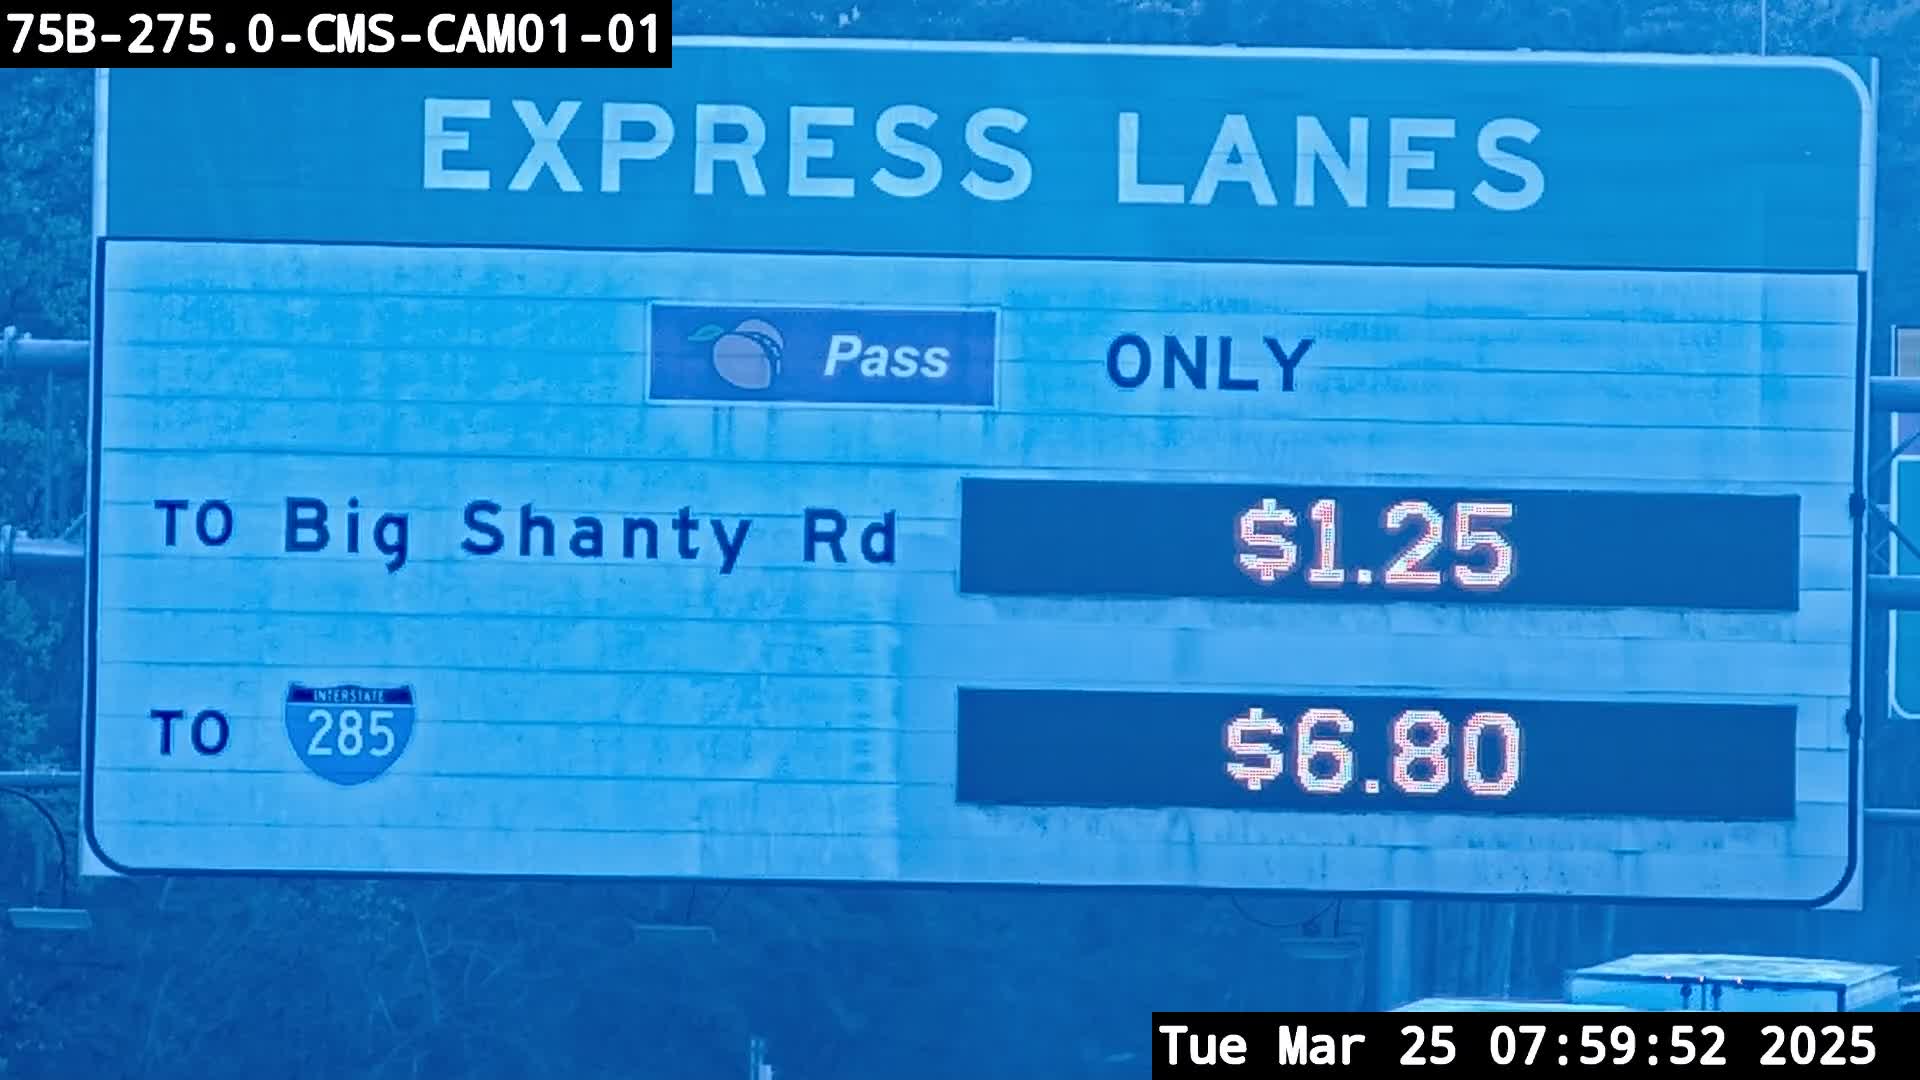 75B-275.0-CMS-CAM01-01
EXPRESS LANES
Pass ONLY
TO Big Shanty Rd $1.25
INTERSTATE
TO 285 $6.80
Tue Mar 25 07:59:52 2025